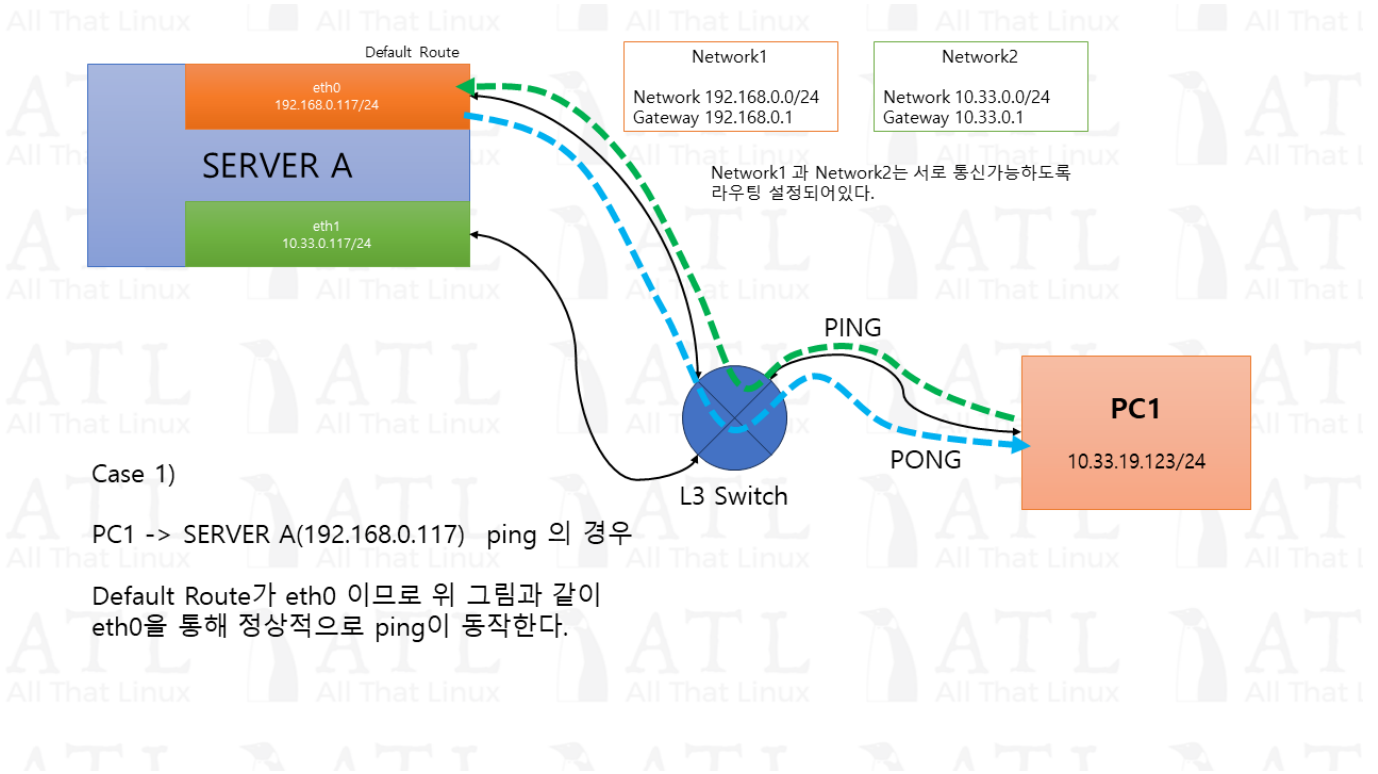 Default Route
eth0
192.168.0.117/24
SERVER A
eth1
10.33.0.117/24
Network1
Network 192.168.0.0/24
Gateway 192.168.0.1
Network2
Network 10.33.0.0/24
Gateway 10.33.0.1
Network1 과 Network2는 서로 통신가능하도록
라우팅 설정되어있다.
PING
PONG
L3 Switch
PC1
10.33.19.123/24
Case 1)
PC1 -> SERVER A(192.168.0.117) ping 의 경우
Default Route가 eth0 이므로 위 그림과 같이
eth0을 통해 정상적으로 ping이 동작한다.
ATL
All That Linux